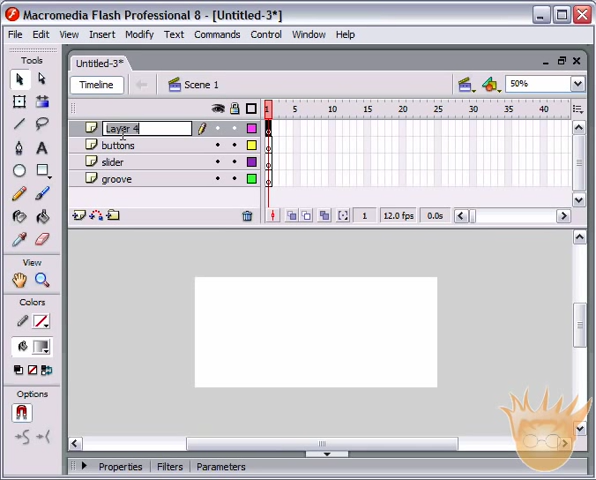 Macromedia Flash Professional 8 - [Untitled-3*]
File Edit View Insert Modify Text Commands Control Window Help
Tools
Untitled-3*
Timeline
Scene 1
50%
1 5 10 15 20 25 30 35 40
Layer 4
buttons
slider
groove
1 12.0 fps 0.0s
View
Colors
Options
Properties Filters Parameters